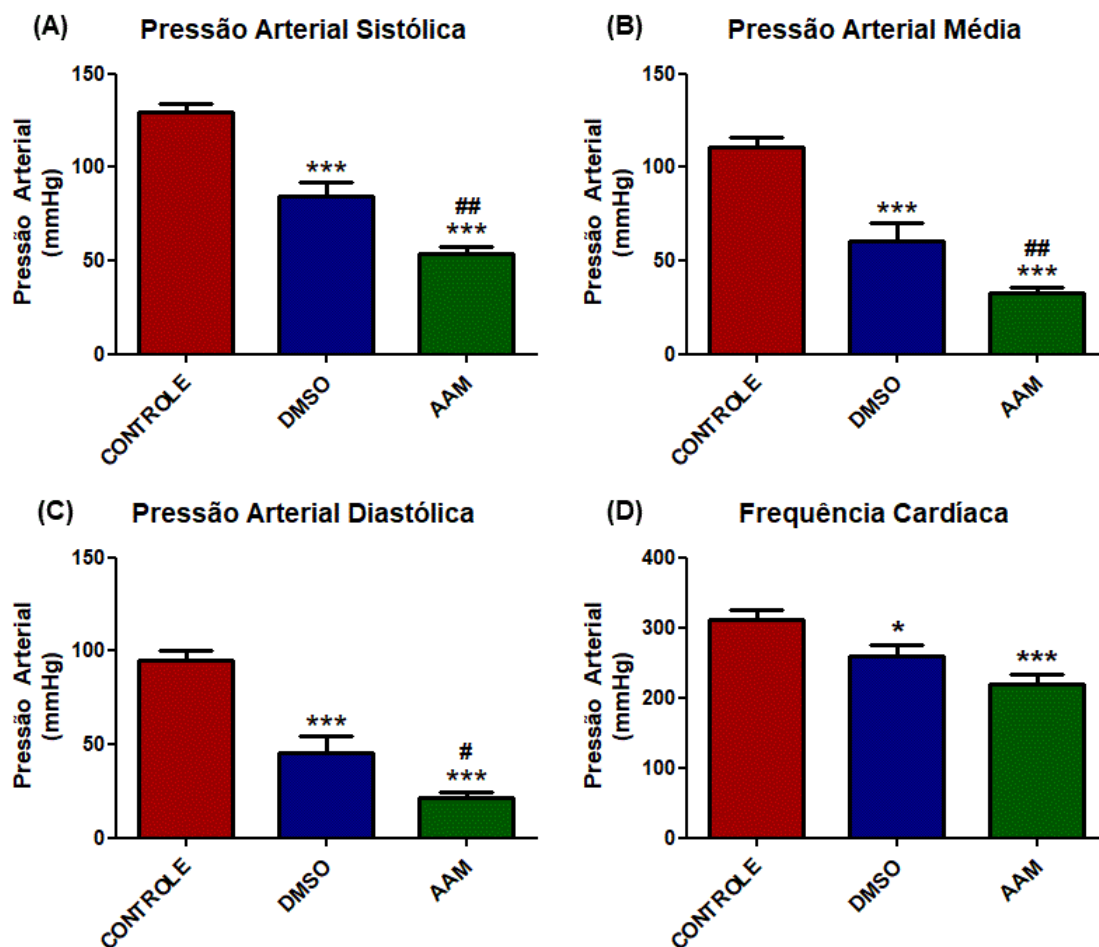 (A) Pressão Arterial Sistólica
Pressão Arterial
(mmHg)
150
100
50
0
***
##
***
CONTROLE
DMSO
AAM
(B) Pressão Arterial Média
Pressão Arterial
(mmHg)
150
100
50
0
***
##
***
CONTROLE
DMSO
AAM
(C) Pressão Arterial Diastólica
Pressão Arterial
(mmHg)
150
100
50
0
***
#
***
CONTROLE
DMSO
AAM
(D) Frequência Cardíaca
Pressão Arterial
(mmHg)
400
300
200
100
0
*
***
CONTROLE
DMSO
AAM